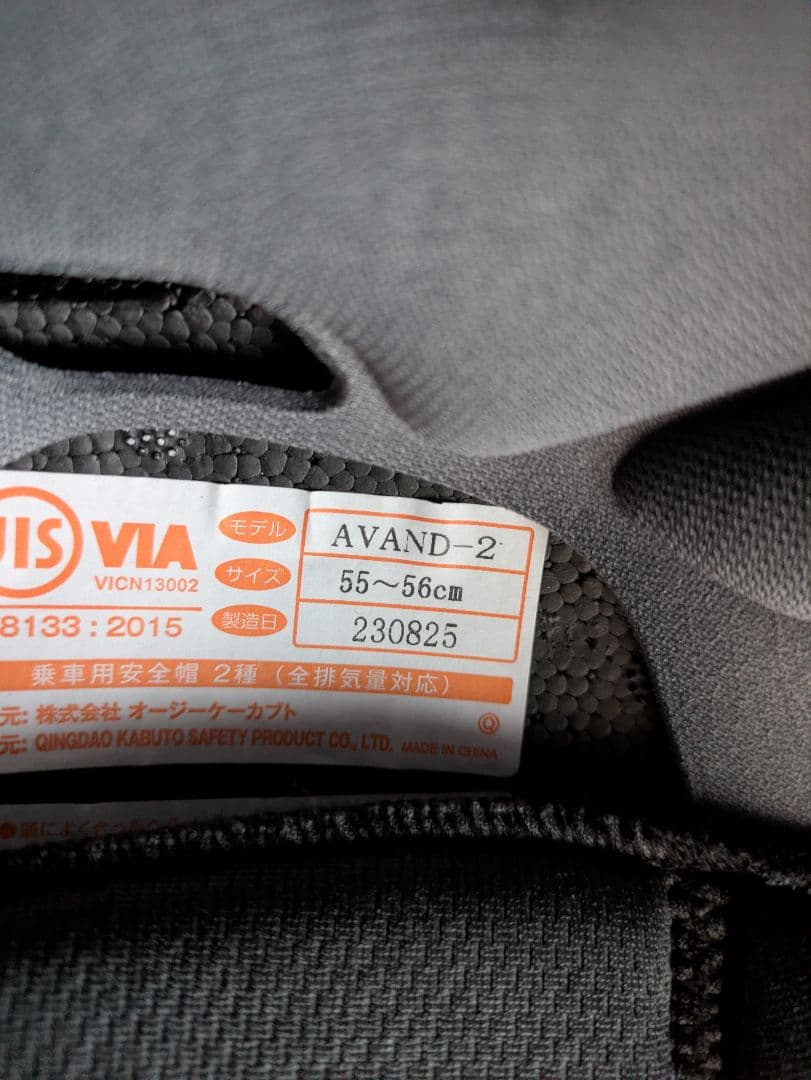 JIS VIA
VICN13002
8133:2015
モデル AVAND-2
サイズ 55～56cm
製造日 230825
乗車用安全帽 2種（全排気量対応）
元: 株式会社 オージーケーカブト
元: QINGDAO KABUTO SAFETY PRODUCT CO., LTD. MADE IN CHINA
Q